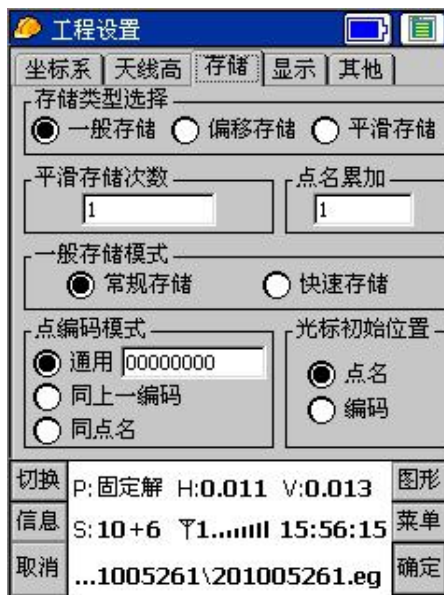 工程设置
坐标系 天线高 存储 显示 其他
存储类型选择
一般存储 偏移存储 平滑存储
平滑存储次数 点名累加
1 1
一般存储模式
常规存储 快速存储
点编码模式 光标初始位置
通用 00000000 点名
同上一编码 编码
同点名
切换 P:固定解 H:0.011 V:0.013 图形
信息 S:10+6 1 15:56:15 菜单
取消 ...1005261\201005261.eg 确定